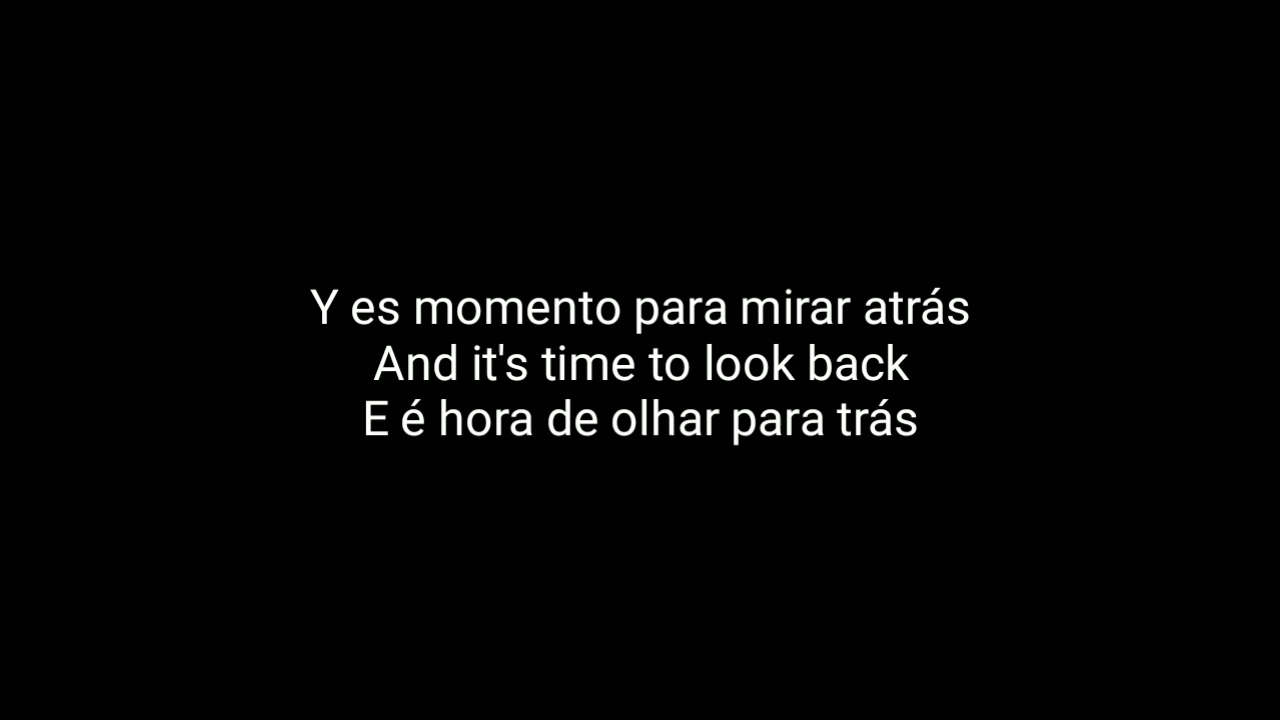 Y es momento para mirar atrás
And it's time to look back
E é hora de olhar para trás